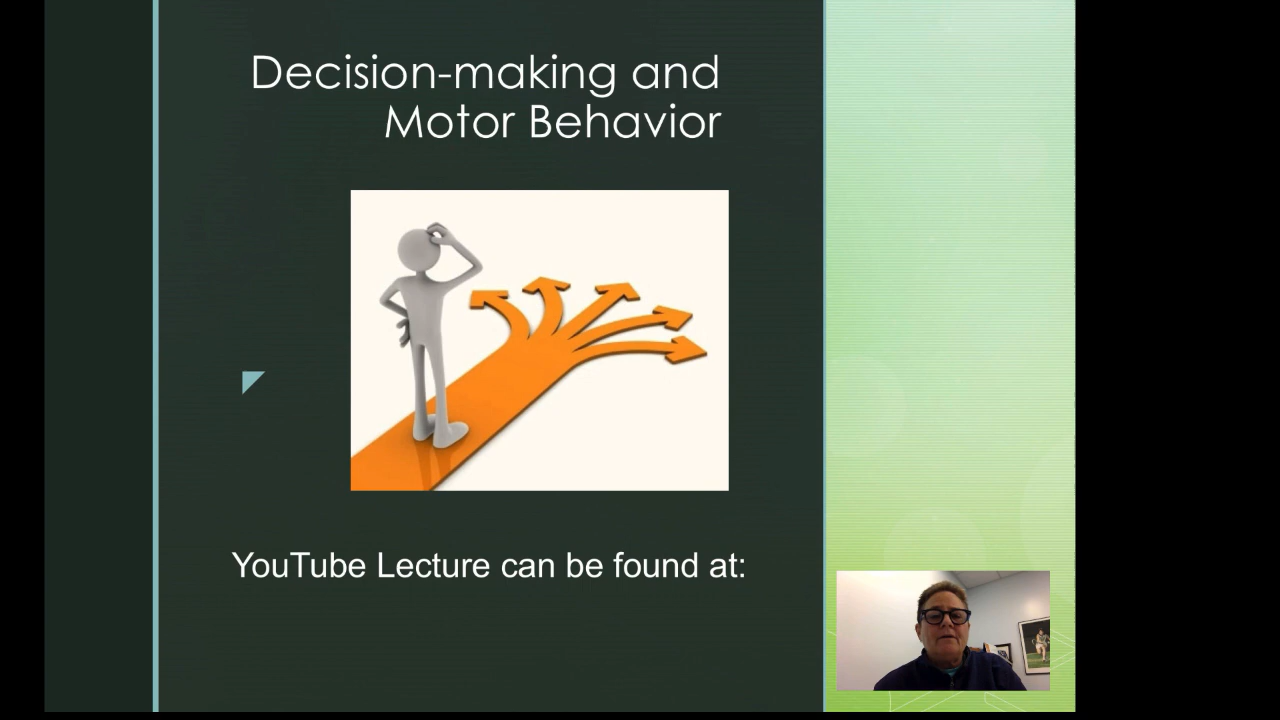 Decision-making and
Motor Behavior
YouTube Lecture can be found at: